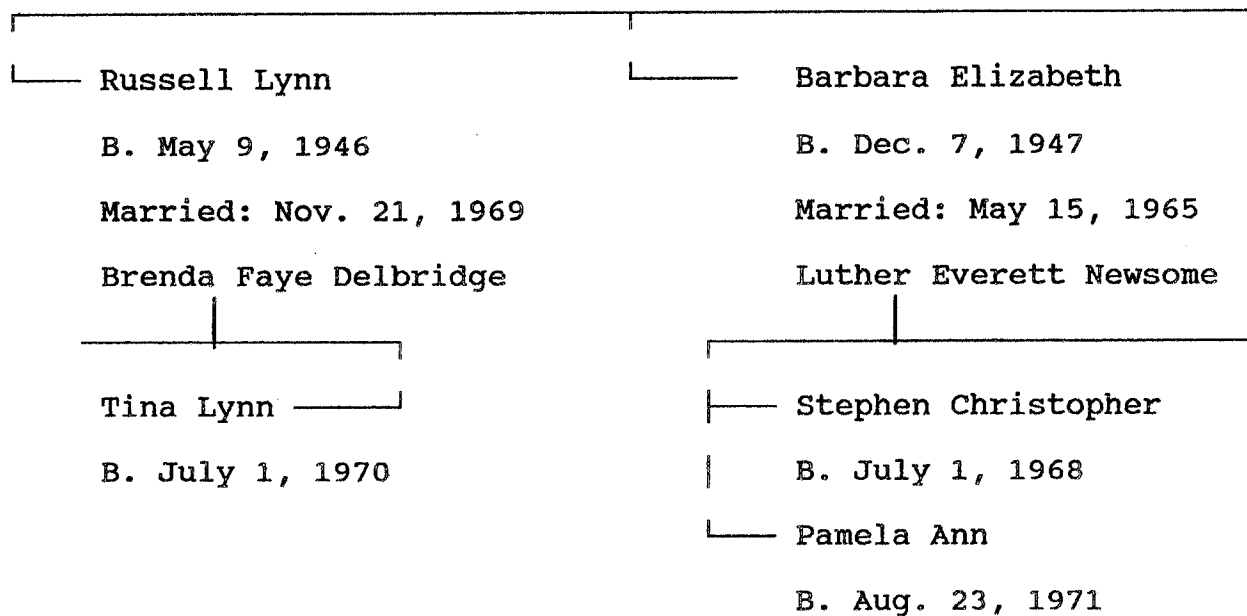 Russell Lynn
B. May 9, 1946
Married: Nov. 21, 1969
Brenda Faye Delbridge
Tina Lynn
B. July 1, 1970
Barbara Elizabeth
B. Dec. 7, 1947
Married: May 15, 1965
Luther Everett Newsome
Stephen Christopher
B. July 1, 1968
Pamela Ann
B. Aug. 23, 1971